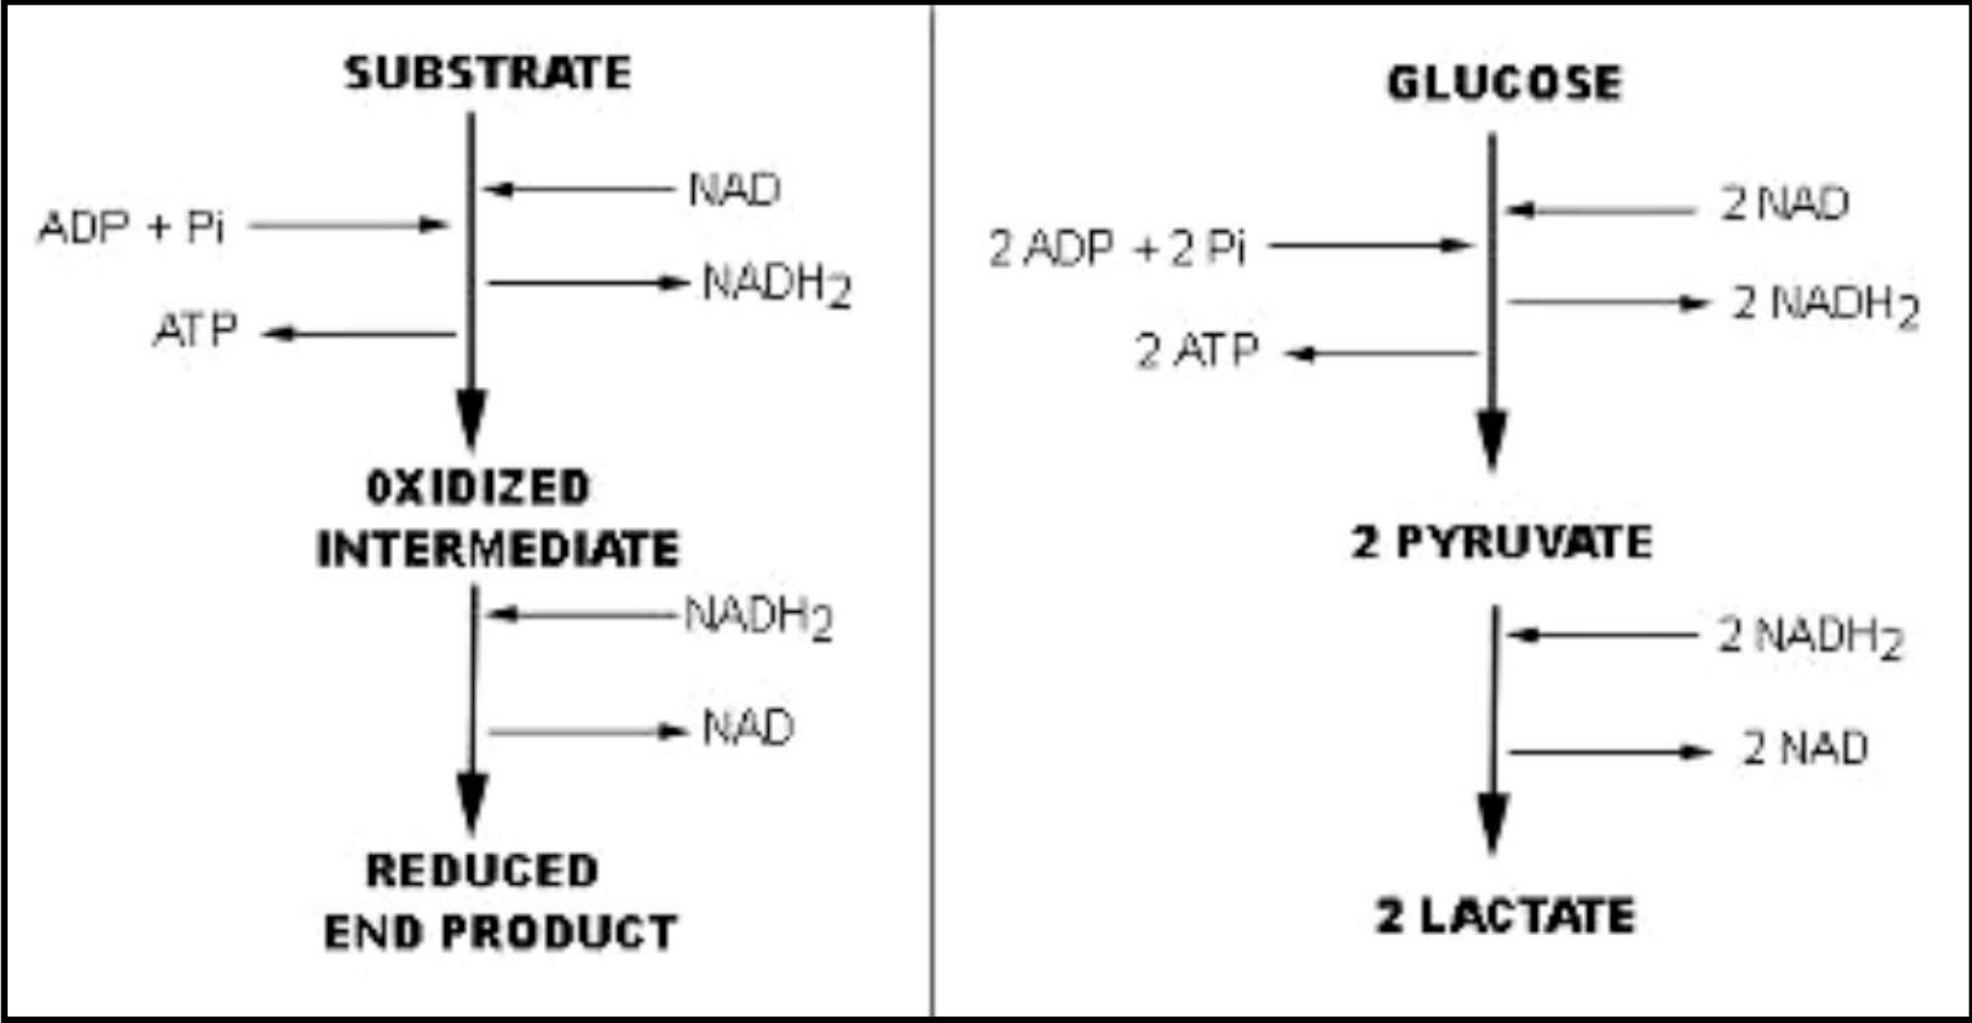 SUBSTRATE
NAD
ADP + Pi
NADH2
ATP
0XIDIZED
INTERMEDIATE
NADH2
NAD
REDUCED
END PRODUCT
GLUCOSE
2 NAD
2 ADP + 2 Pi
2 NADH2
2 ATP
2 PYRUVATE
2 NADH2
2 NAD
2 LACTATE